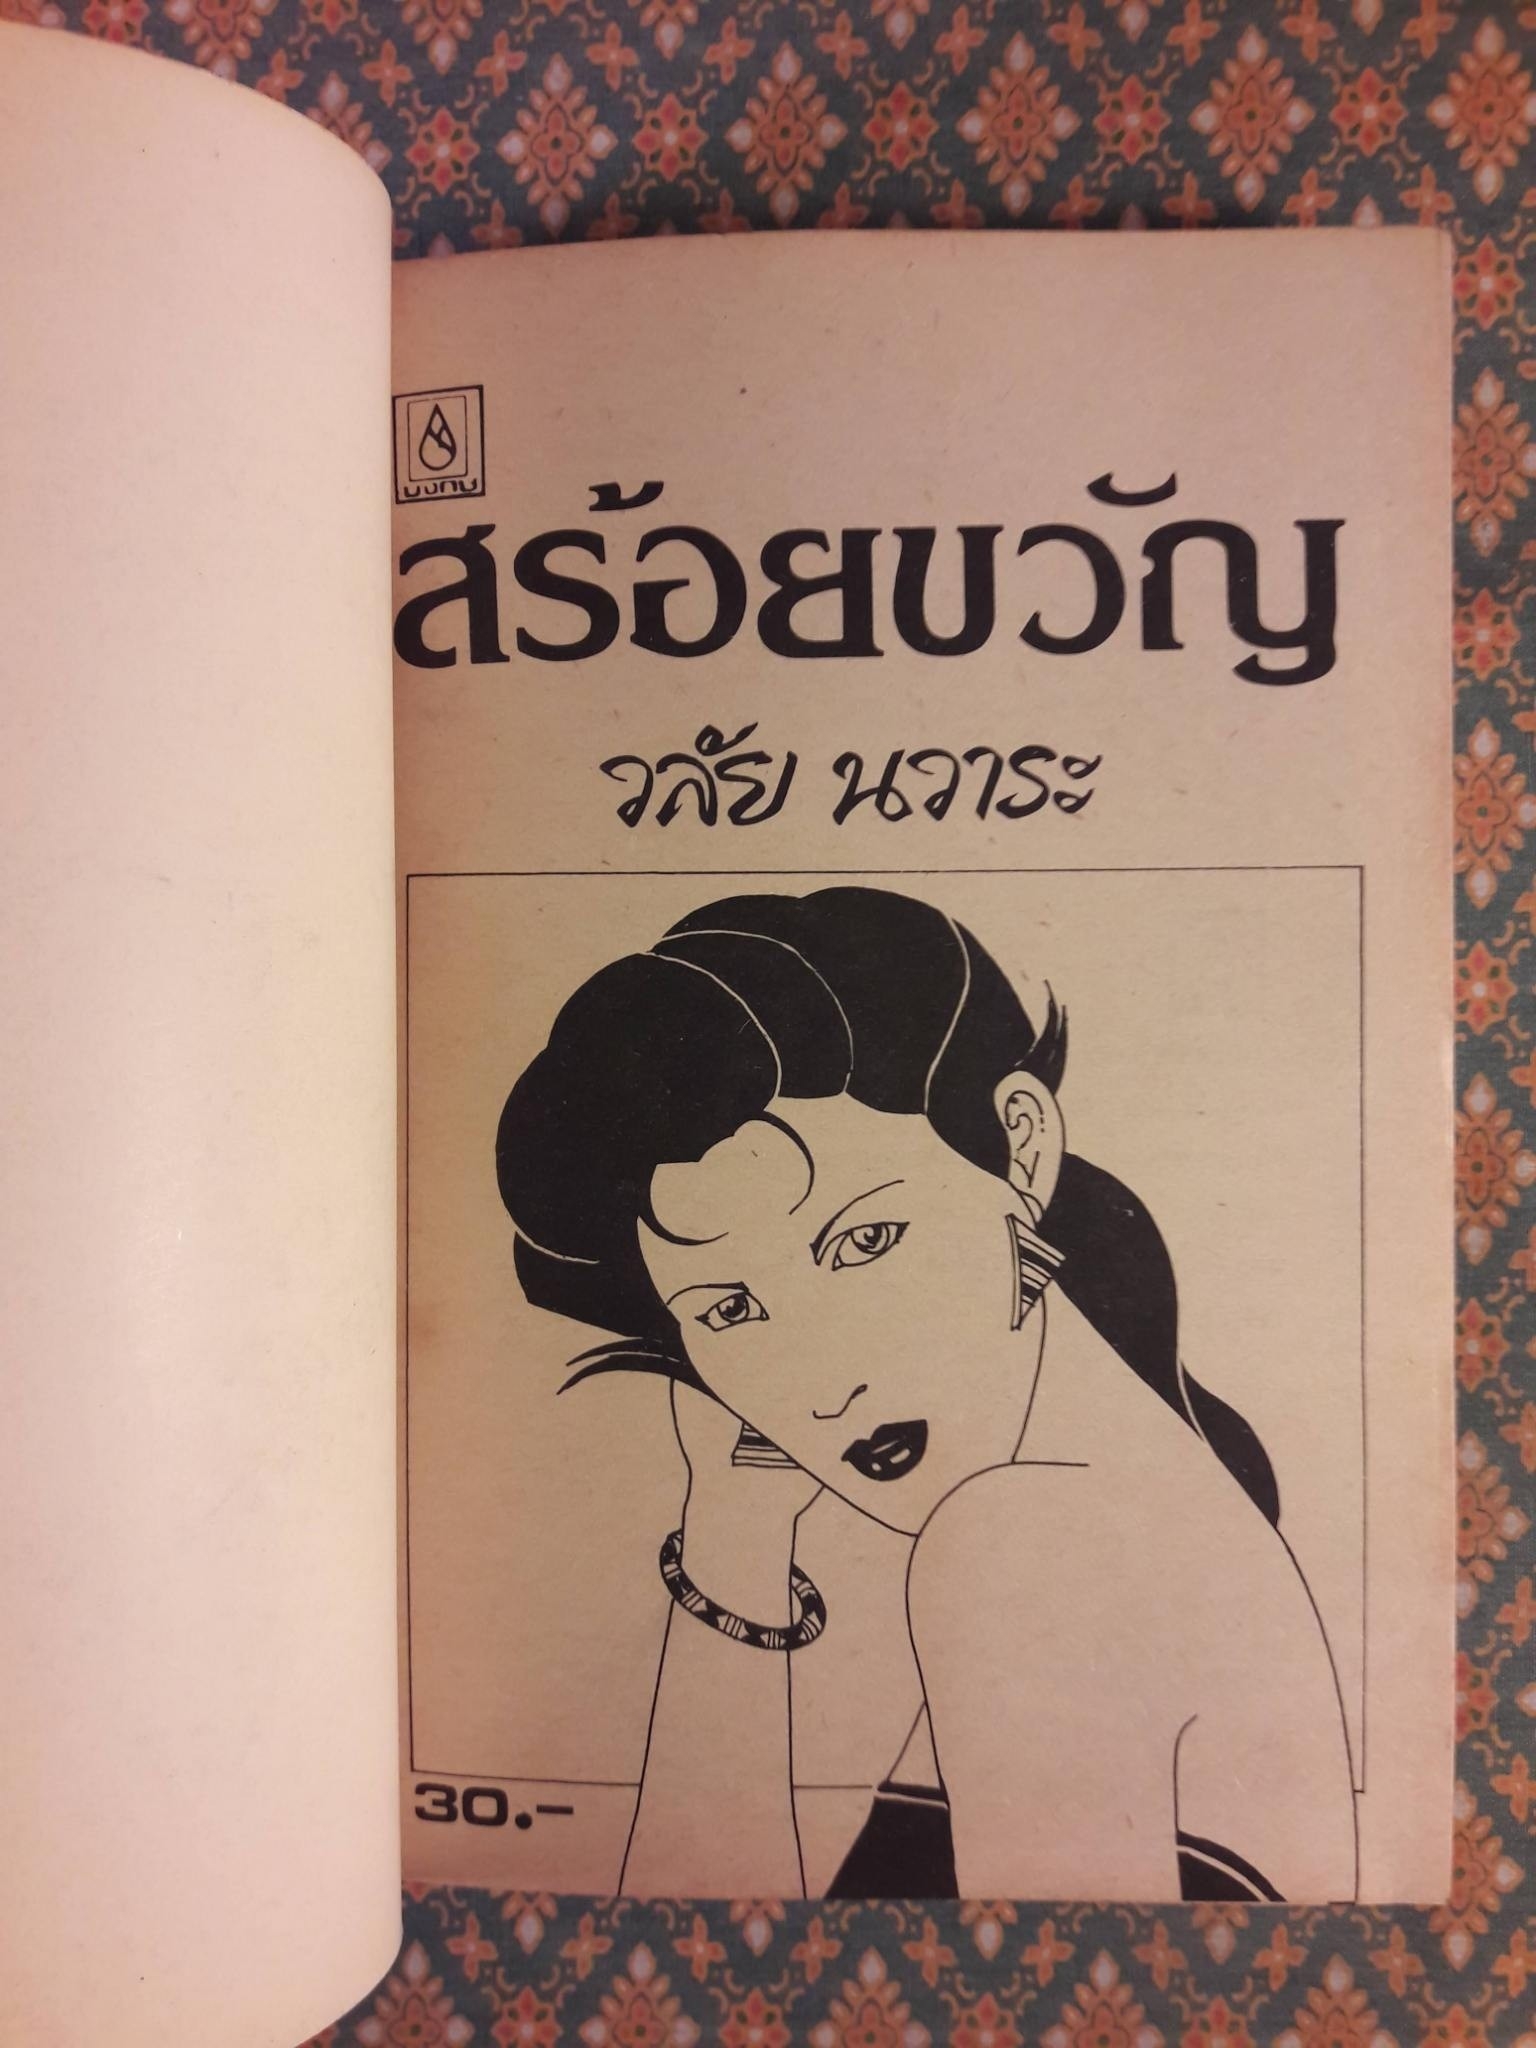 บงกช
สร้อยขวัญ
วลัย นวาระ
30.-